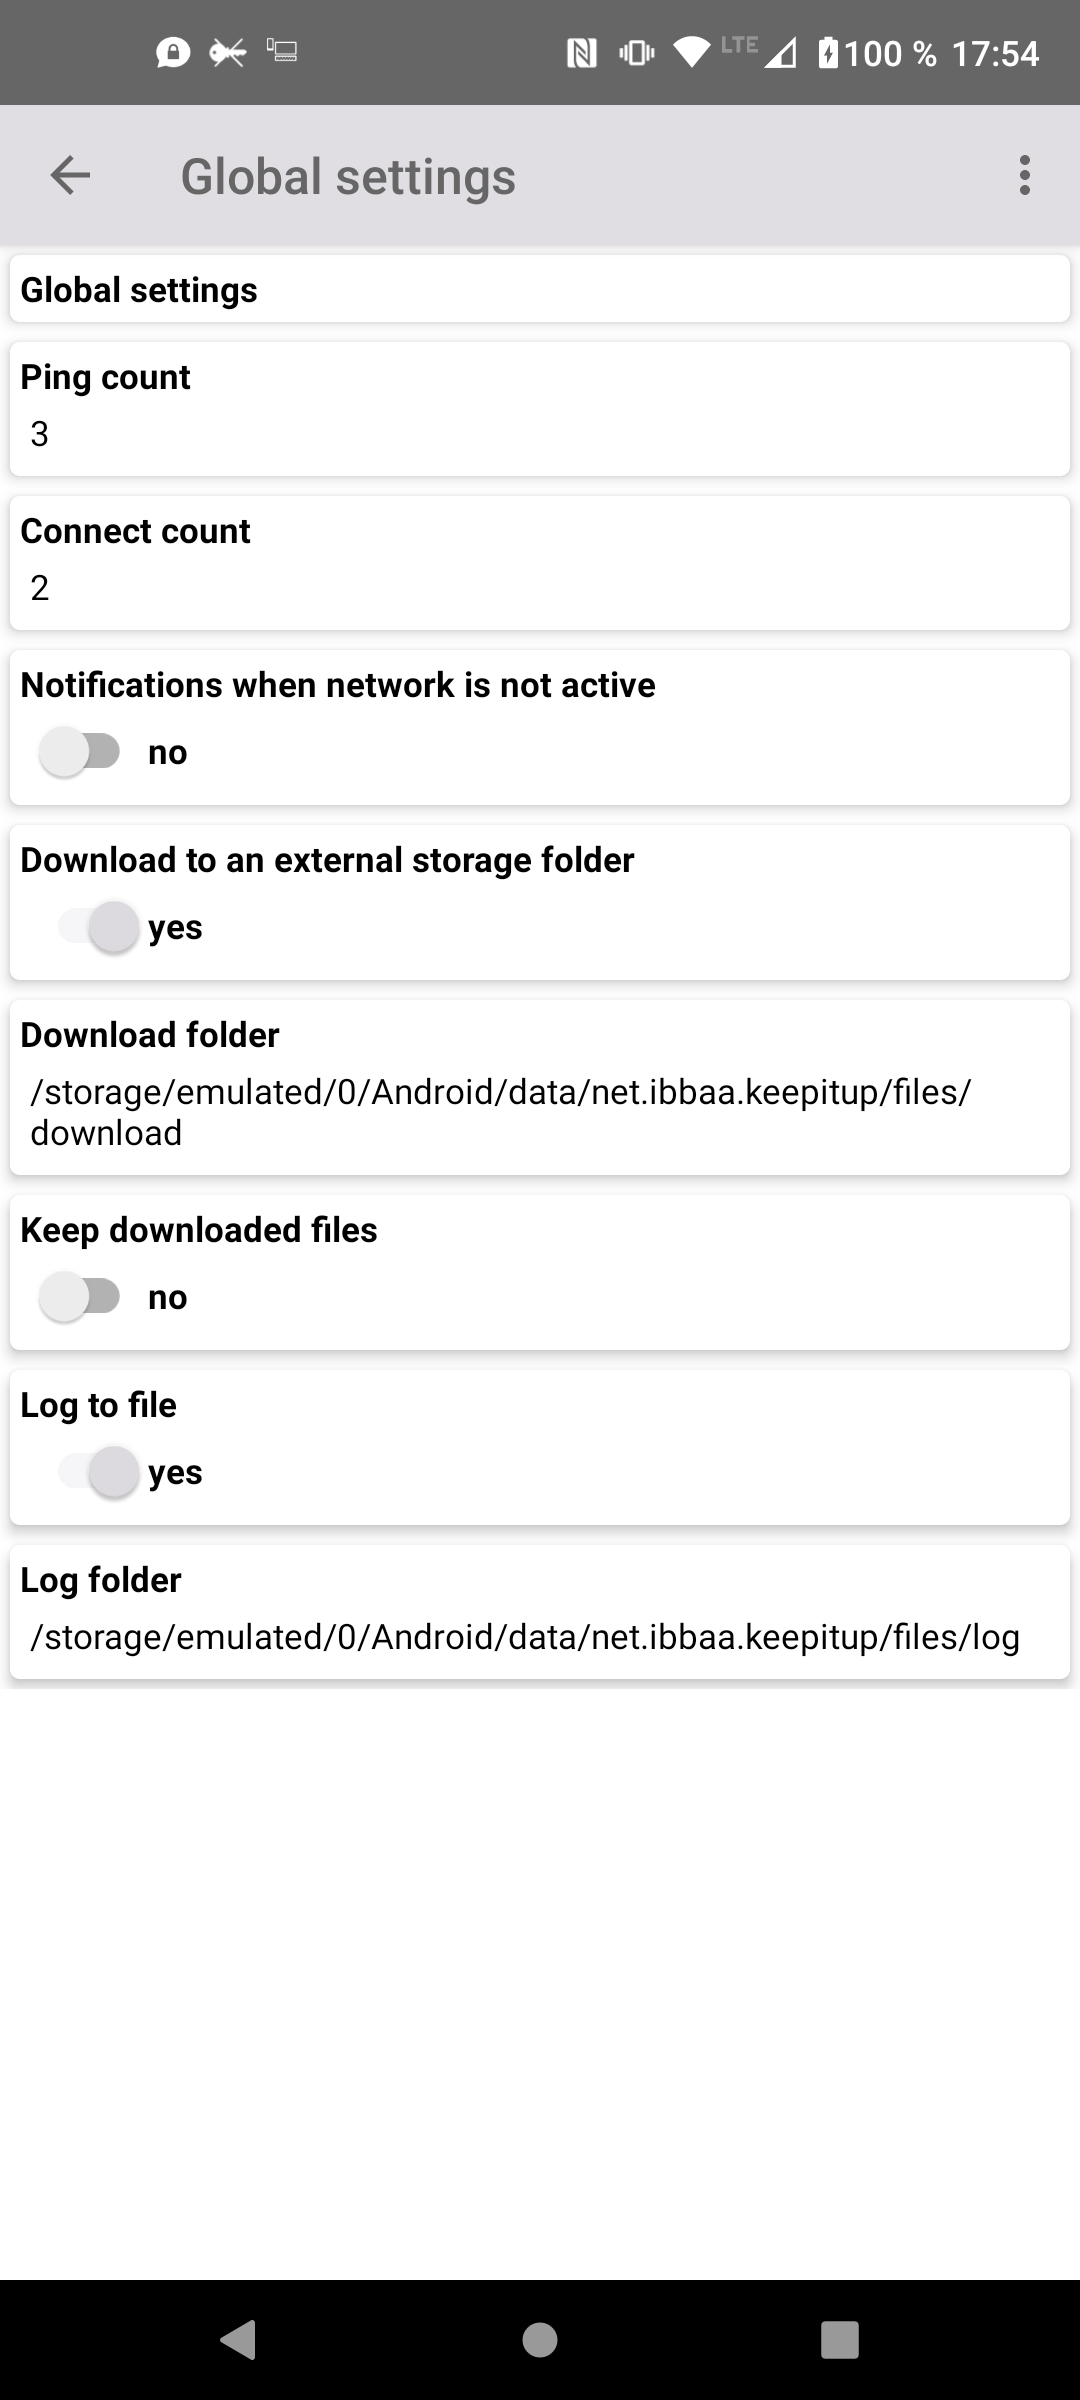 LTE 100 % 17:54
Global settings
Global settings
Ping count
3
Connect count
2
Notifications when network is not active
no
Download to an external storage folder
yes
Download folder
/storage/emulated/0/Android/data/net.ibbaa.keepitup/files/
download
Keep downloaded files
no
Log to file
yes
Log folder
/storage/emulated/0/Android/data/net.ibbaa.keepitup/files/log